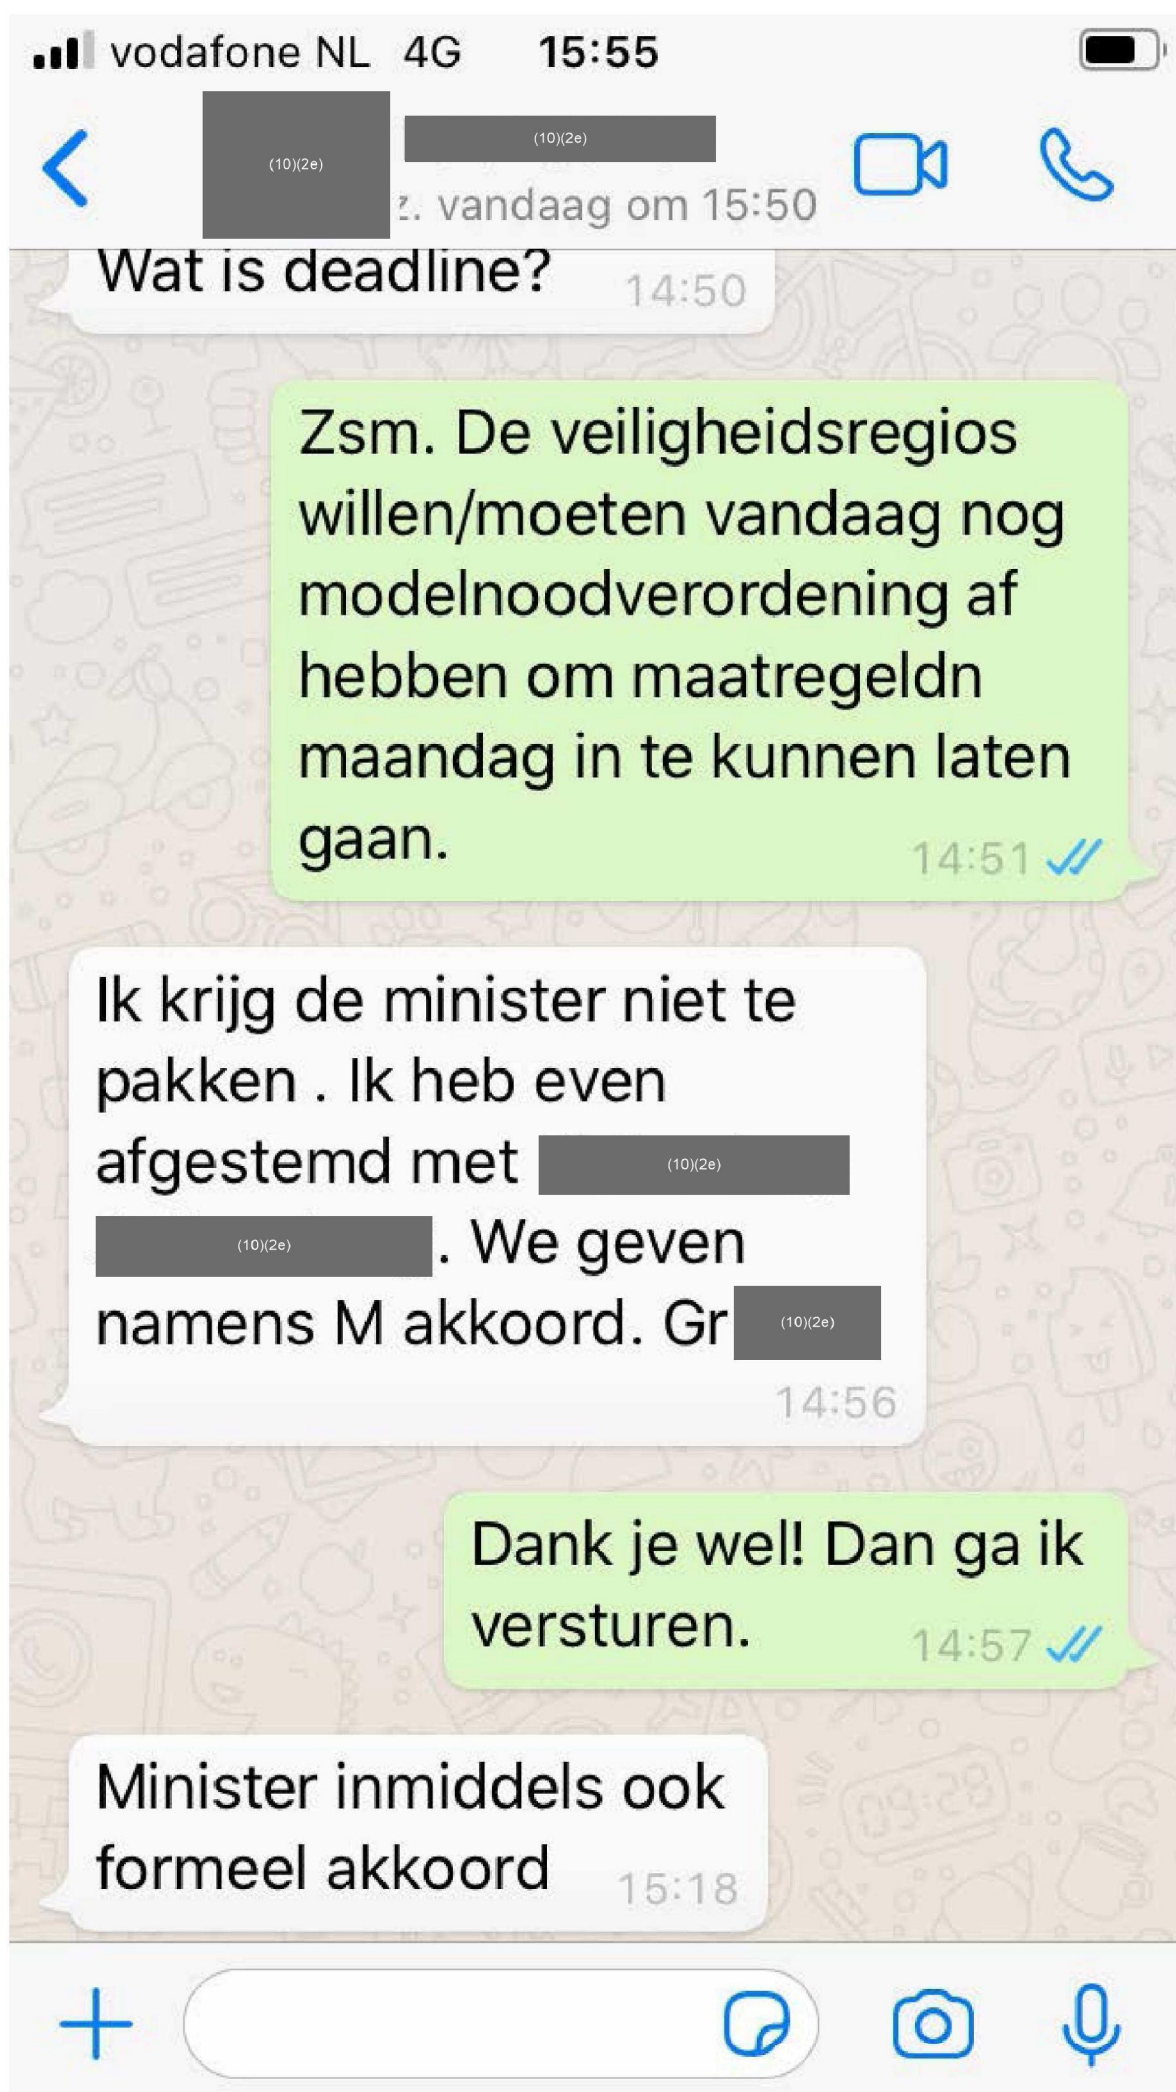 vodafone NL 4G 15:55
(10)(2e)
(10)(2e)
z. vandaag om 15:50
Wat is deadline?
14:50
Zsm. De veiligheidsregios
willen/moeten vandaag nog
modelnoodverordening af
hebben om maatregeldn
maandag in te kunnen laten
gaan.
14:51
Ik krijg de minister niet te
pakken . Ik heb even
afgestemd met (10)(2e)
(10)(2e) . We geven
namens M akkoord. Gr (10)(2e)
14:56
Dank je wel! Dan ga ik
versturen.
14:57
Minister inmiddels ook
formeel akkoord
15:18
09:28